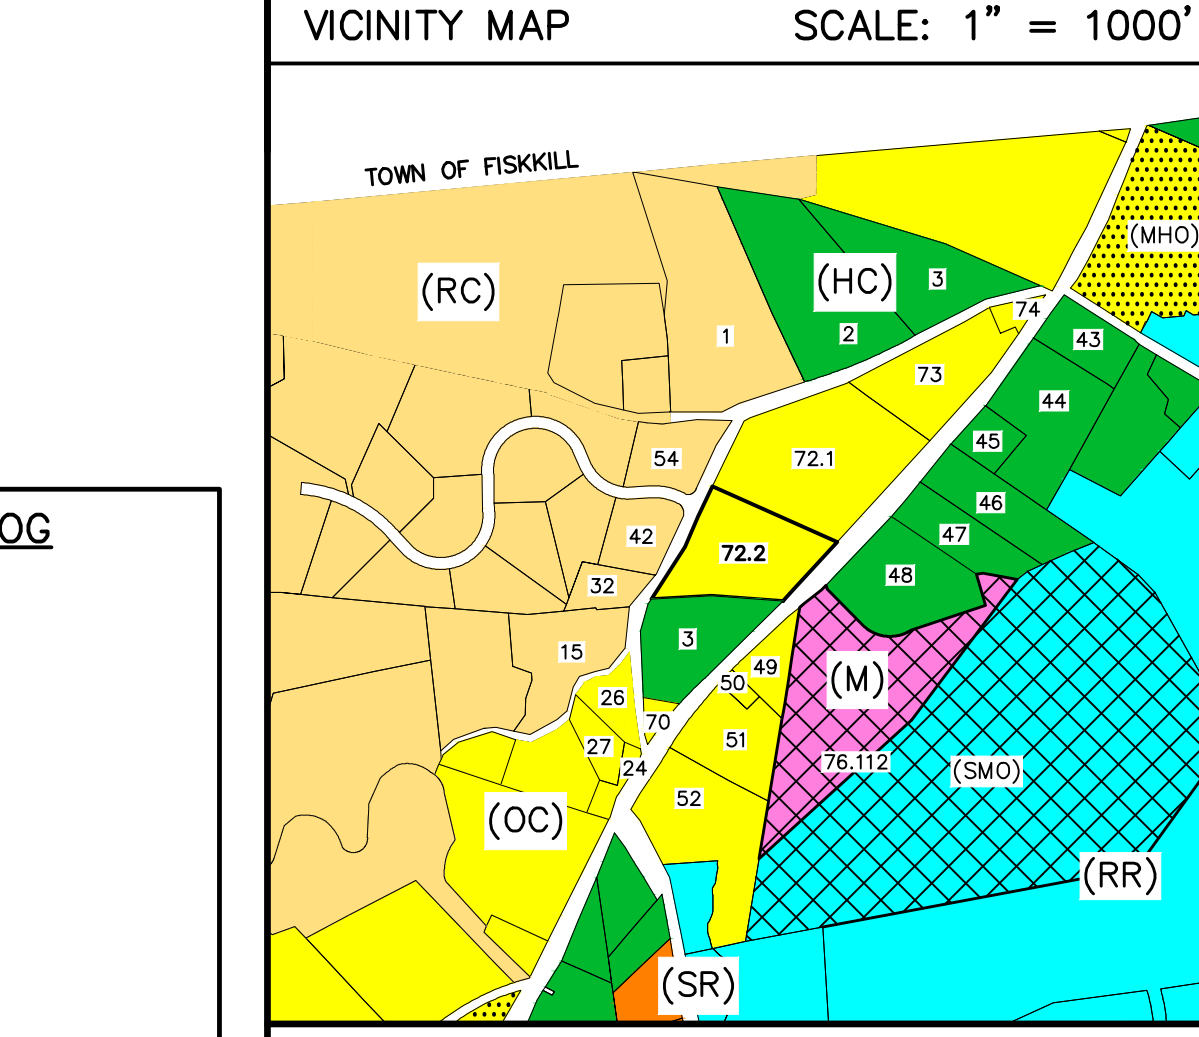 VICINITY MAP
SCALE: 1" = 1000'
TOWN OF FISKKILL
(MHO)
(RC)
(HC)
3
74
1
2
43
73
44
54
72.1
45
46
42
72.2
47
48
32
3
15
49
50
(M)
26
70
51
27
76.112
24
(SMO)
52
(OC)
(RR)
(SR)
OG